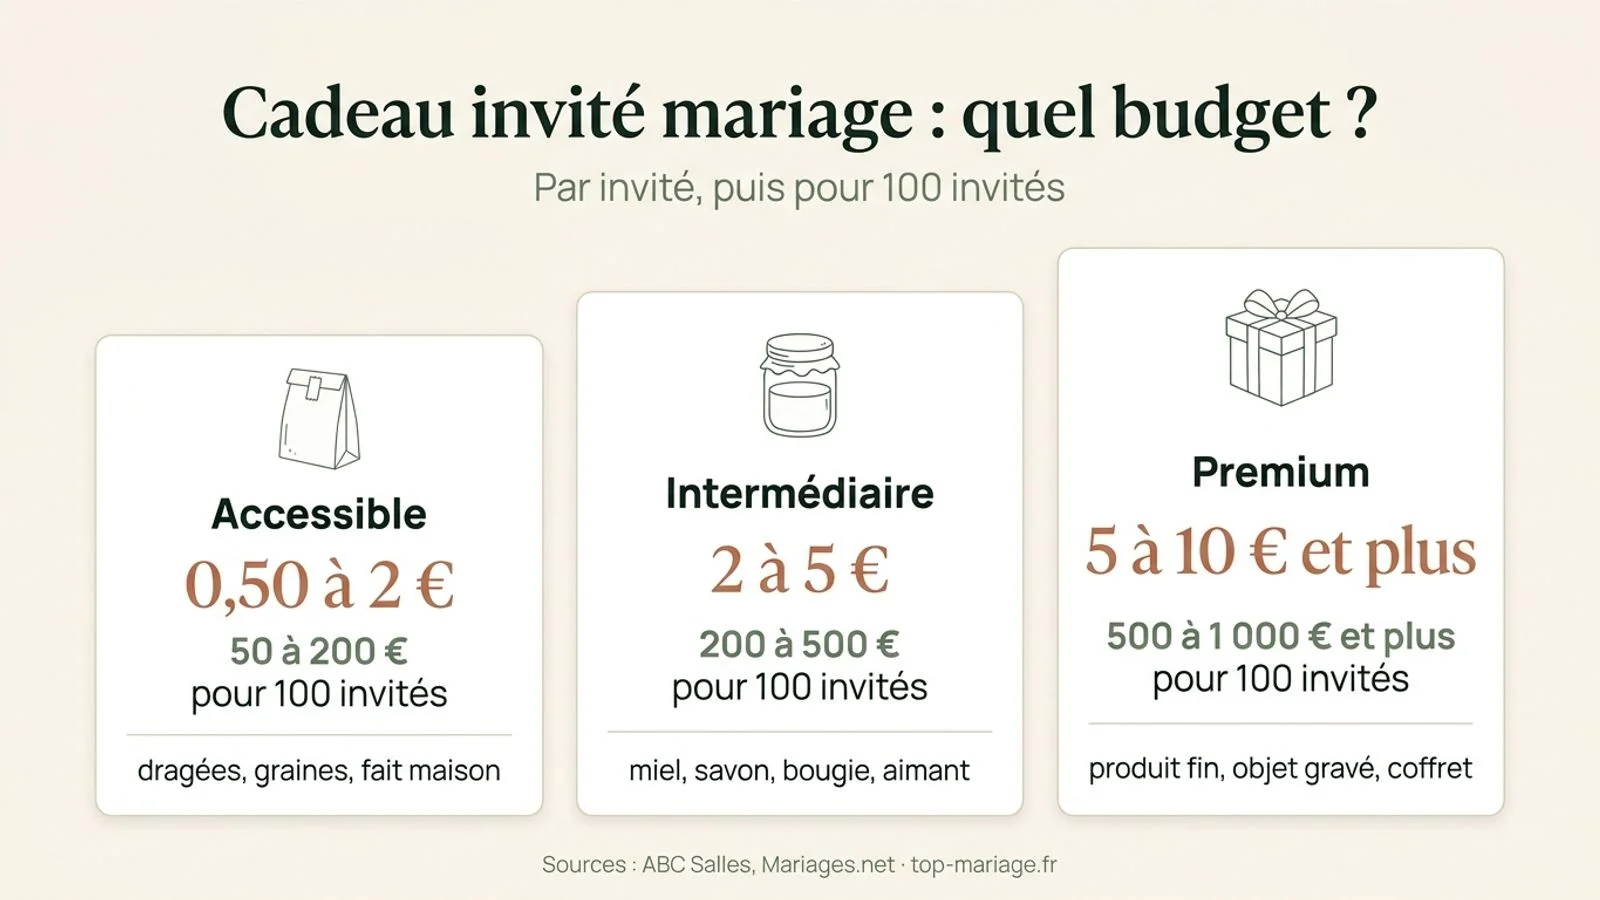 Cadeau invité mariage : quel budget ?
Par invité, puis pour 100 invités
Accessible
0,50 à 2 €
50 à 200 €
pour 100 invités
dragées, graines, fait maison
Intermédiaire
2 à 5 €
200 à 500 €
pour 100 invités
miel, savon, bougie, aimant
Premium
5 à 10 € et plus
500 à 1 000 € et plus
pour 100 invités
produit fin, objet gravé, coffret
Sources : ABC Salles, Mariages.net · top-mariage.fr